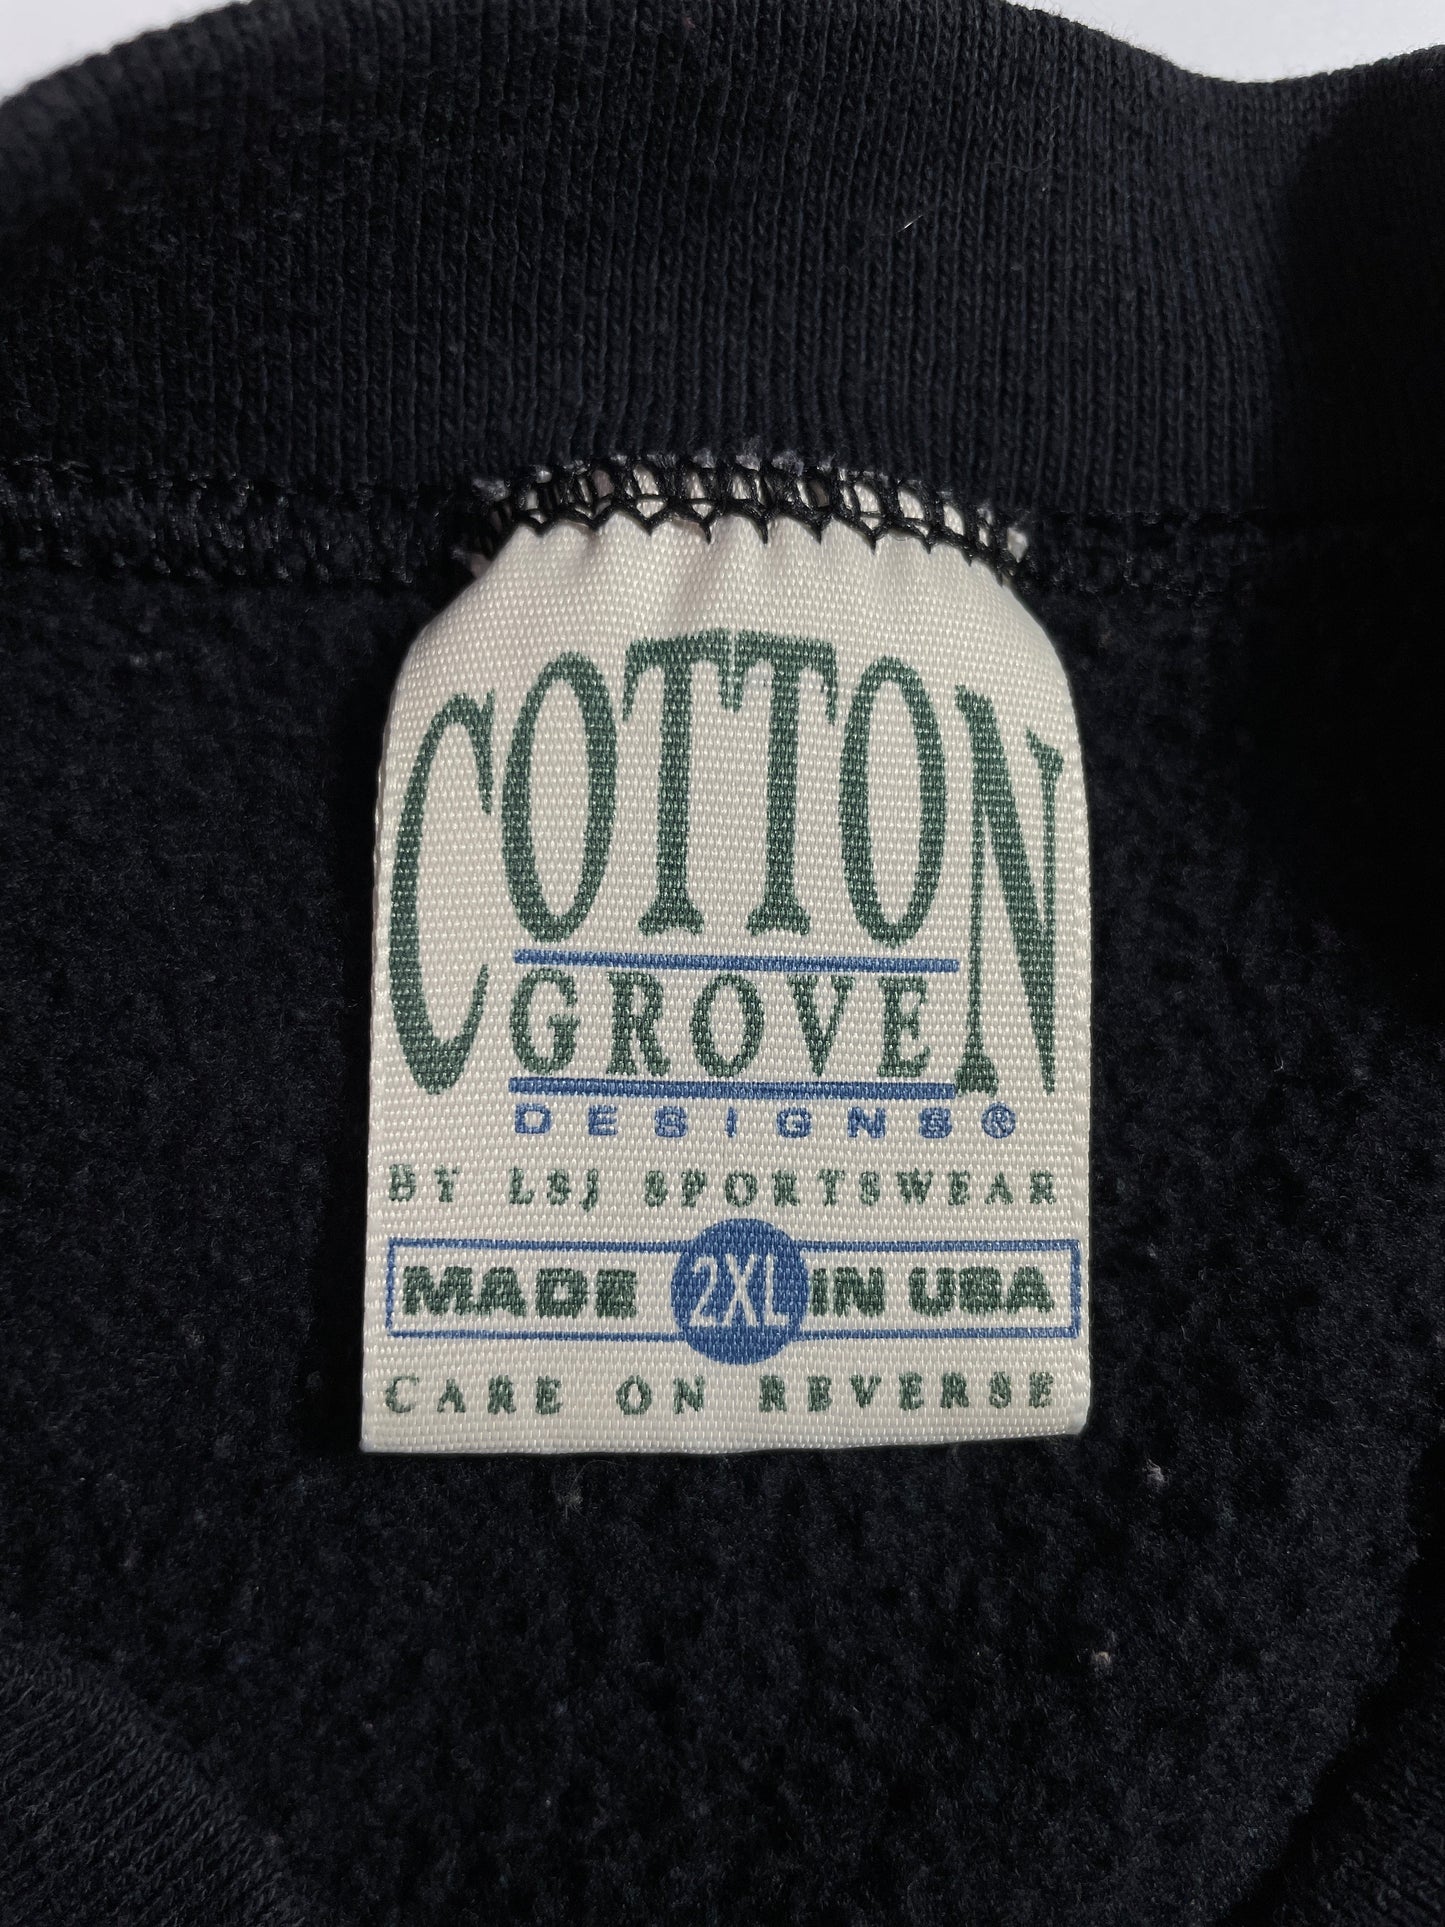 COTTON
GROVE
DESIGNS®
BY LSJ SPORTSWEAR
MADE 2XL IN USA
CARE ON REVERSE